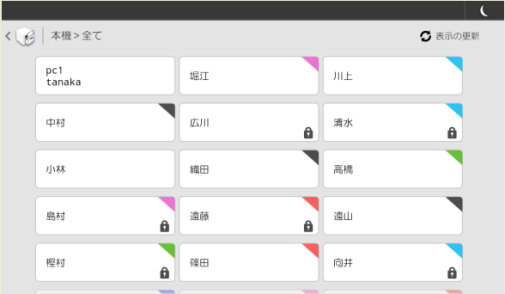 本機 > 全て
表示の更新
pc1
tanaka
堀江
川上
中村
広川
清水
小林
織田
高橋
島村
遠藤
遠山
樫村
篠田
向井